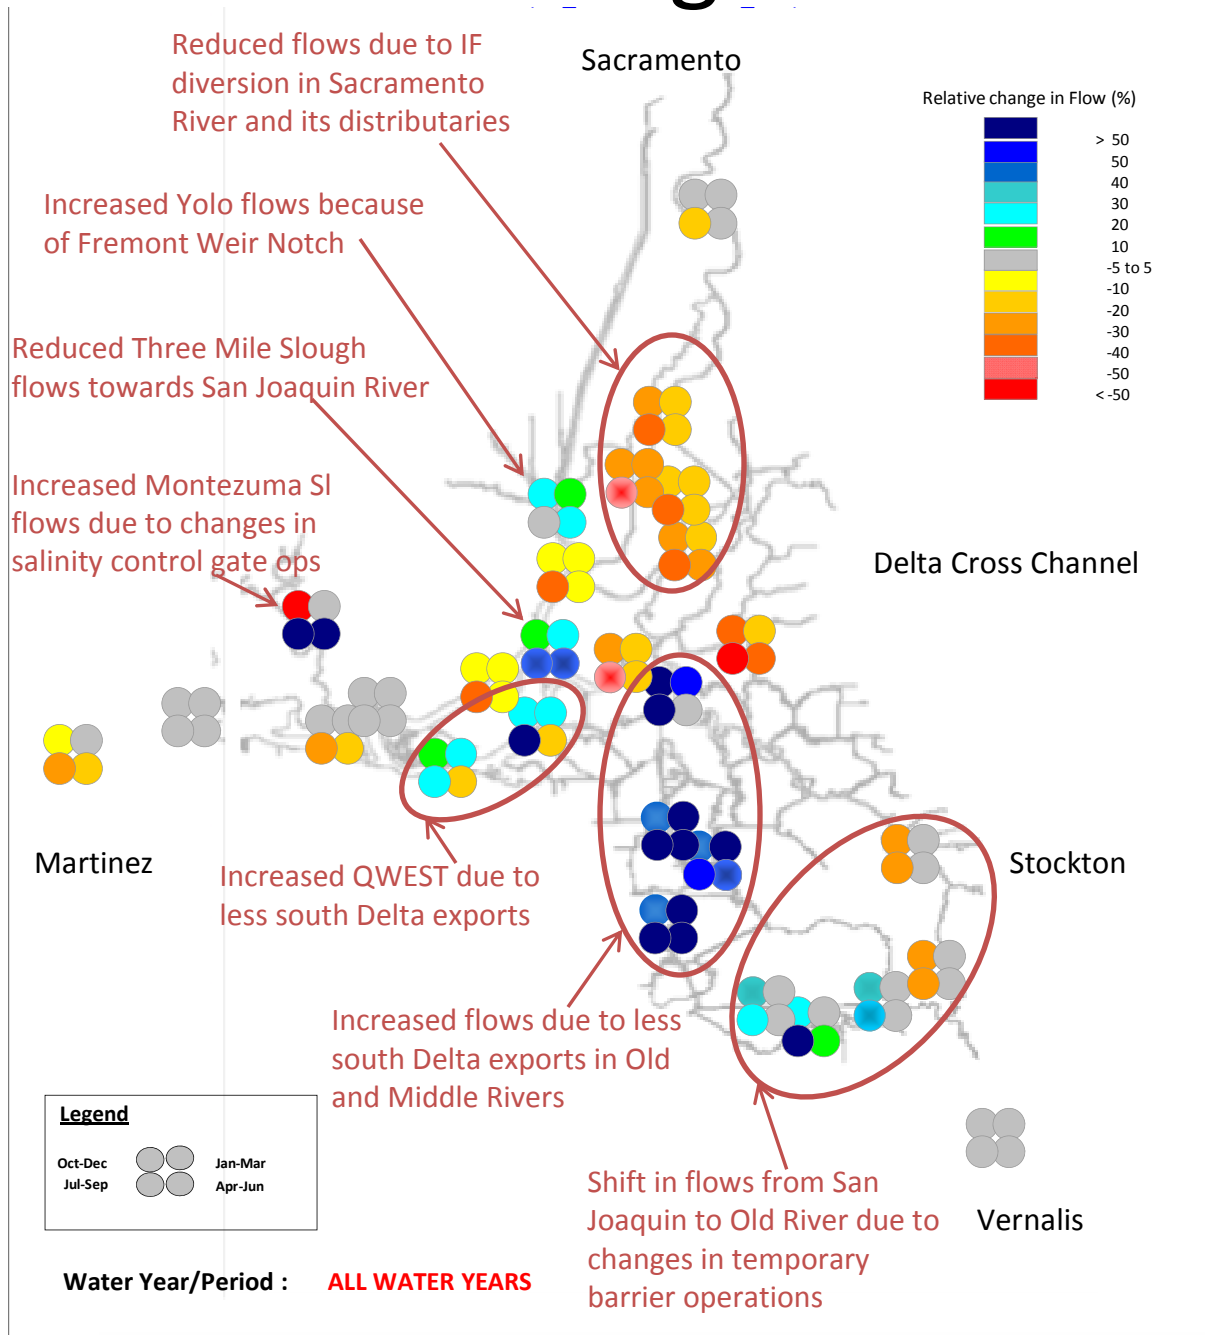 Sacramento
Reduced flows due to IF
diversion in Sacramento
River and its distributaries
Relative change in Flow (%)
> 50
50
40
30
20
10
-5 to 5
-10
-20
-30
-40
-50
< -50
Increased Yolo flows because
of Fremont Weir Notch
Reduced Three Mile Slough
flows towards San Joaquin River
Increased Montezuma Sl
flows due to changes in
salinity control gate ops
Delta Cross Channel
Martinez
Stockton
Increased QWEST due to
less south Delta exports
Increased flows due to less
south Delta exports in Old
and Middle Rivers
Legend
Oct-Dec
Jan-Mar
Jul-Sep
Apr-Jun
Shift in flows from San
Joaquin to Old River due to
changes in temporary
barrier operations
Vernalis
Water Year/Period : ALL WATER YEARS